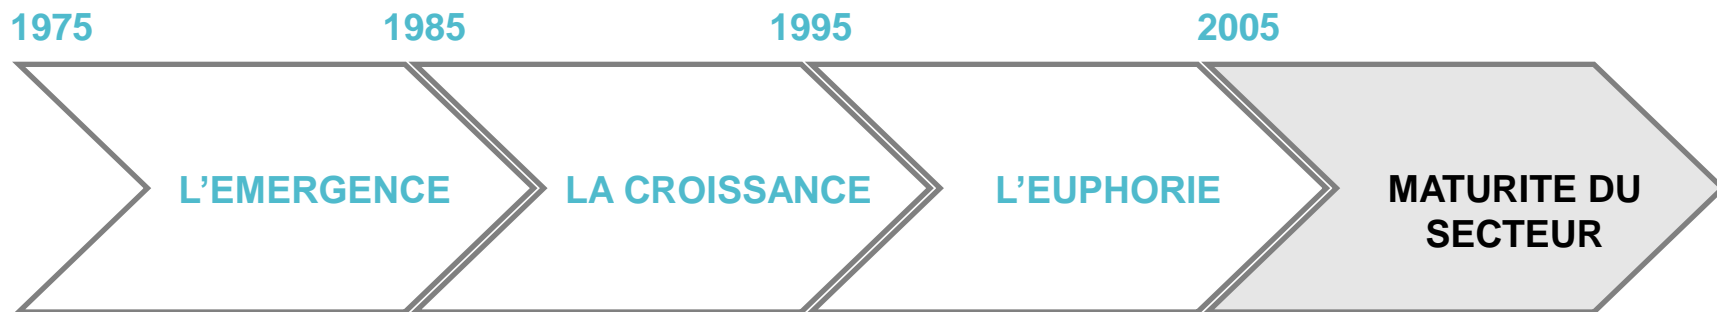 1975 1985 1995 2005
L’EMERGENCE LA CROISSANCE L’EUPHORIE MATURITE DU
SECTEUR